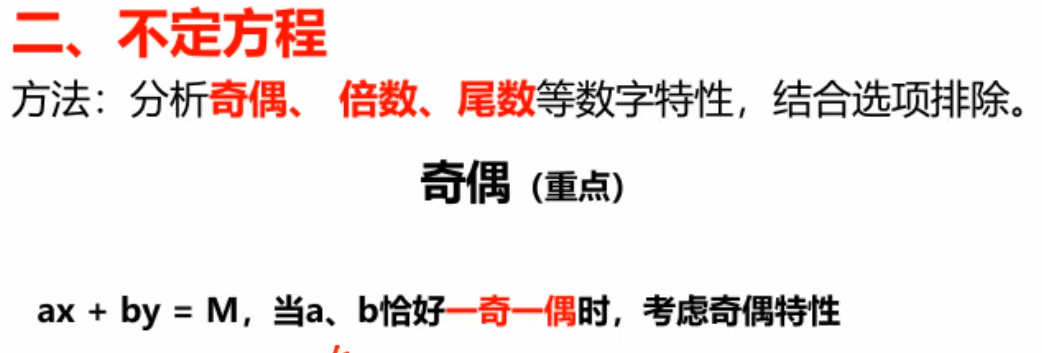 二、不定方程
方法：分析奇偶、 倍数、尾数等数字特性，结合选项排除。
奇偶（重点）
ax + by = M，当a、b恰好一奇一偶时，考虑奇偶特性